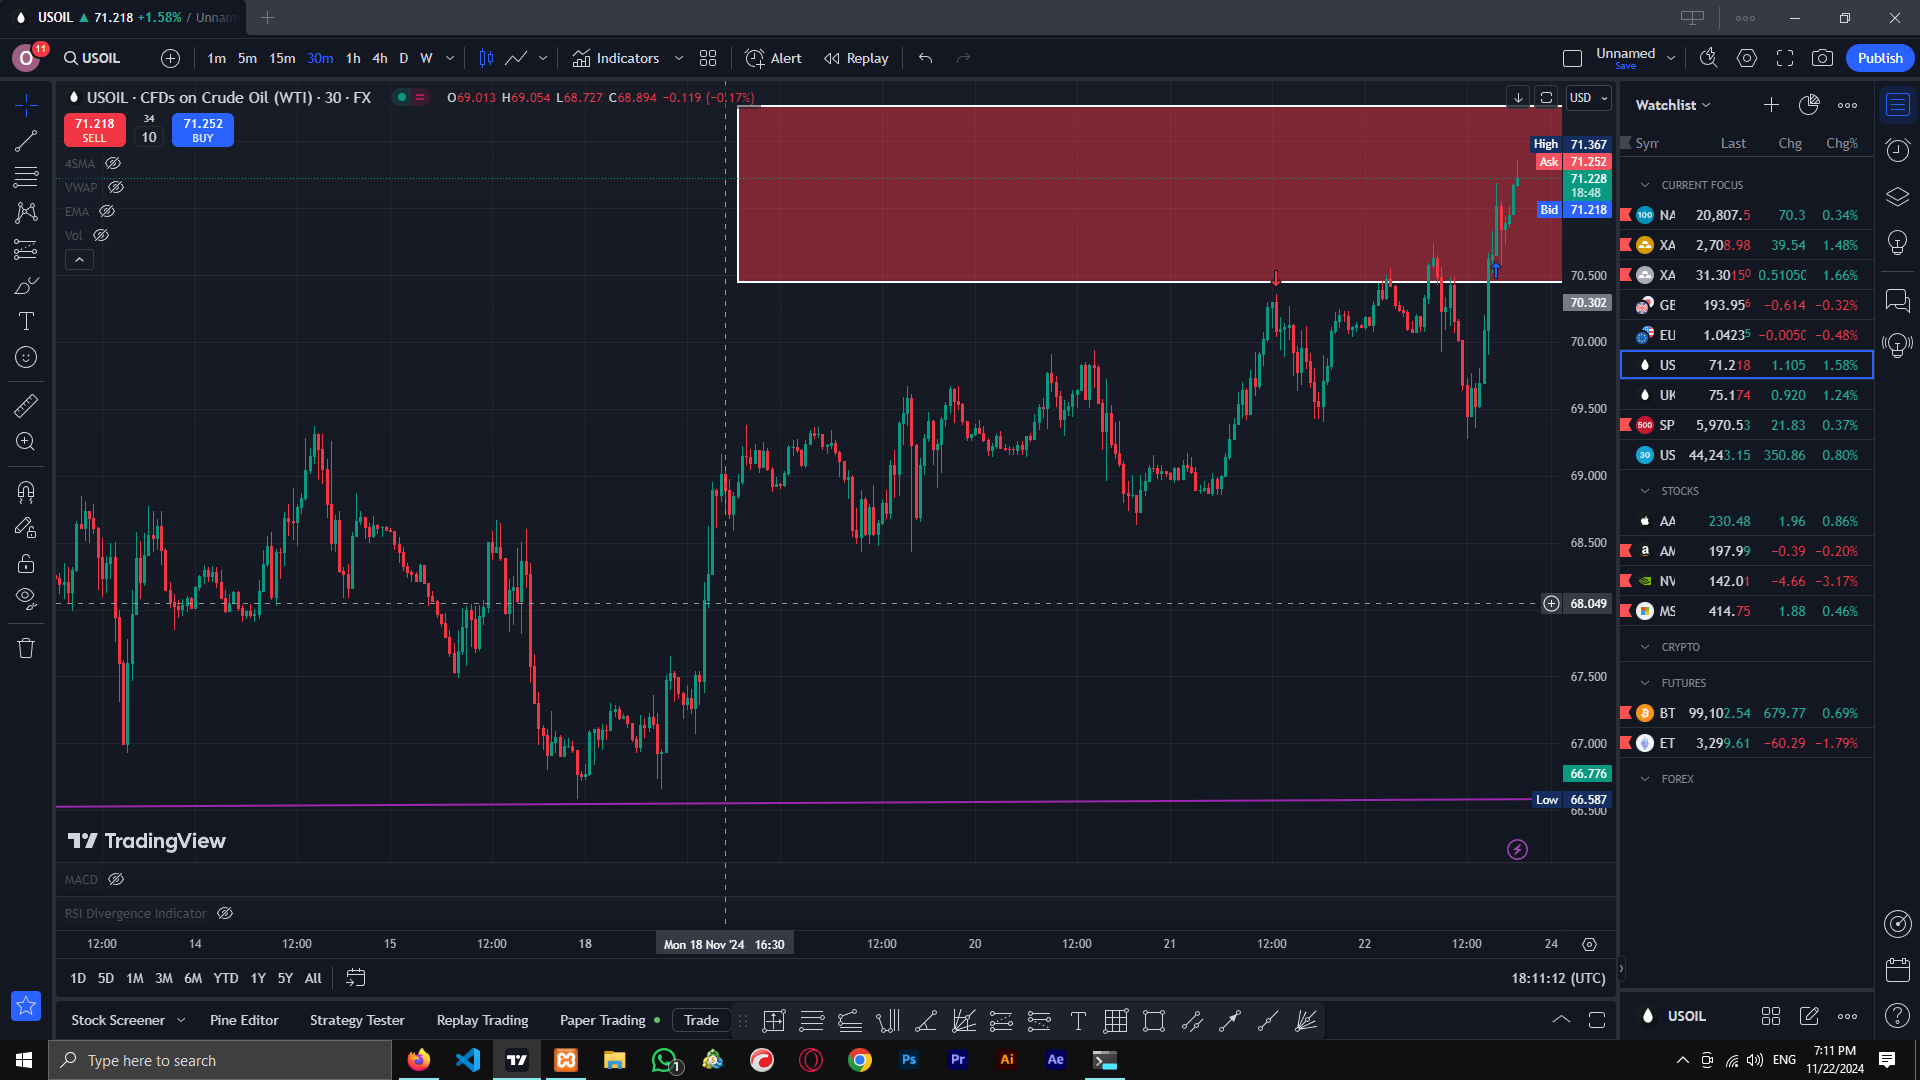 USOIL ▲ 71.218 +1.58% / Unnam
O 11 USOIL 1m 5m 15m 30m 1h 4h D W Indicators Alert Replay Unnamed Save Publish
USOIL · CFDs on Crude Oil (WTI) · 30 · FX O69.013 H69.054 L68.727 C68.894 −0.119 (−0.17%) USD
71.218 SELL 34 10 71.252 BUY
4SMA
VWAP
EMA
Vol
High 71.367
Ask 71.252
71.228
18:48
Bid 71.218
70.500
70.302
70.000
69.500
69.000
68.500
68.049
67.500
67.000
66.776
Low 66.587
66.500
TradingView
MACD
RSI Divergence Indicator
12:00 14 12:00 15 12:00 18 Mon 18 Nov '24 16:30 12:00 20 12:00 21 12:00 22 12:00 24
1D 5D 1M 3M 6M YTD 1Y 5Y All 18:11:12 (UTC)
Stock Screener Pine Editor Strategy Tester Replay Trading Paper Trading Trade
Watchlist
Syn Last Chg Chg%
CURRENT FOCUS
100 NA 20,807.5 70.3 0.34%
XA 2,708.98 39.54 1.48%
XA 31.3015⁰ 0.5105( 1.66%
GE 193.95⁶ −0.614 −0.32%
EU 1.0423⁵ −0.005( −0.48%
US 71.218 1.105 1.58%
UK 75.174 0.920 1.24%
500 SP 5,970.53 21.83 0.37%
30 US 44,243.15 350.86 0.80%
STOCKS
AA 230.48 1.96 0.86%
AM 197.99 −0.39 −0.20%
NV 142.01 −4.66 −3.17%
MS 414.75 1.88 0.46%
CRYPTO
FUTURES
BT 99,102.54 679.77 0.69%
ET 3,299.61 −60.29 −1.79%
FOREX
USOIL
Type here to search
1
Ps Pr Ai Ae
ENG
7:11 PM
11/22/2024